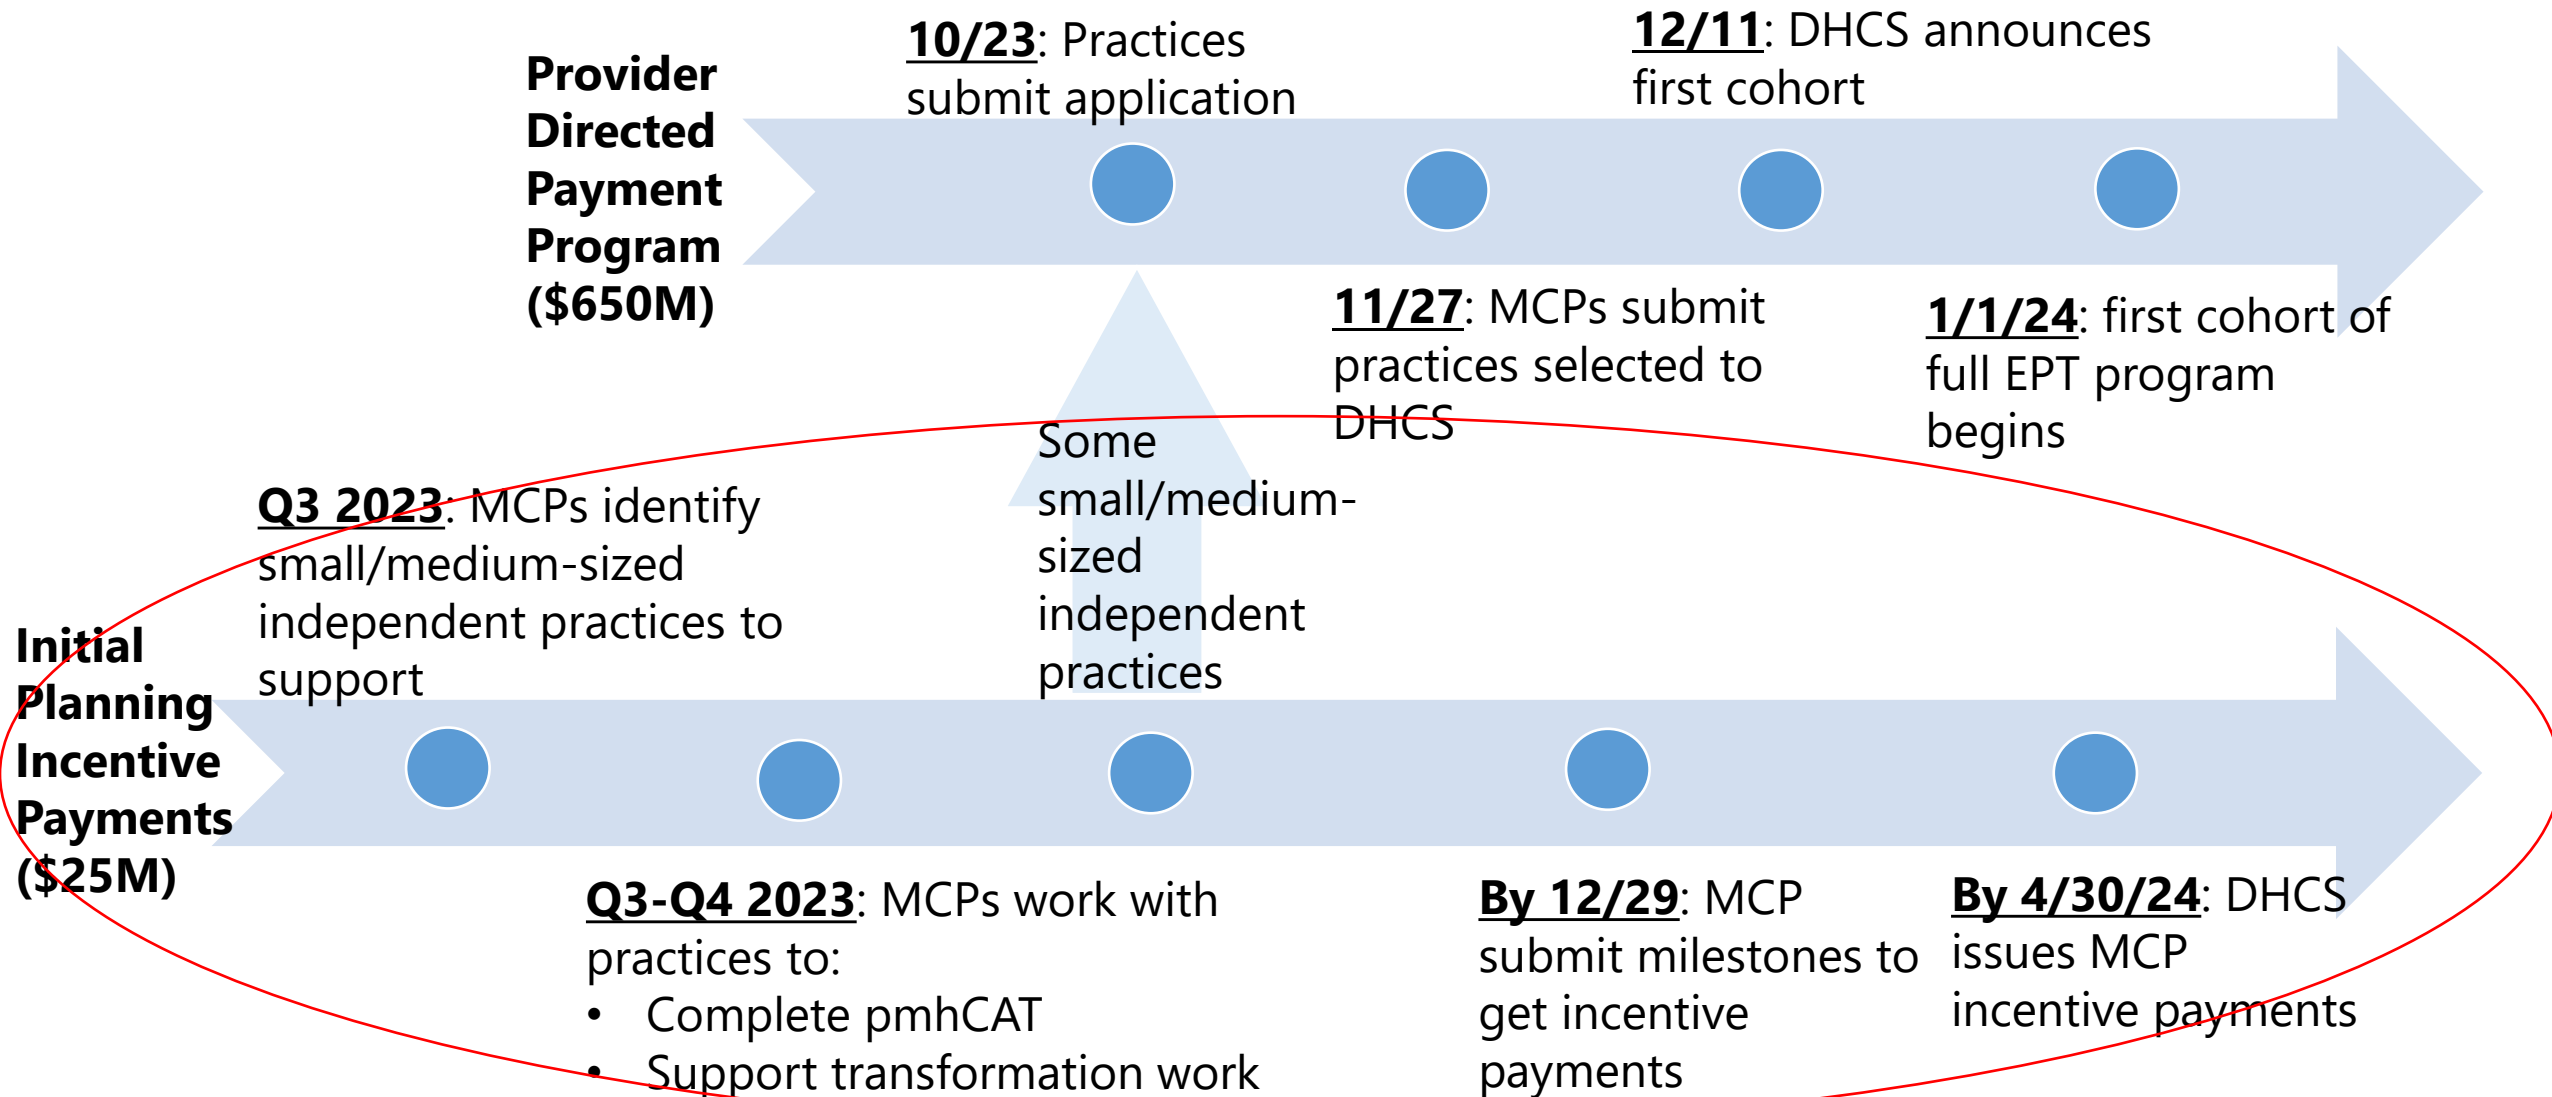 Provider
Directed
Payment
Program
($650M)
10/23: Practices
submit application
12/11: DHCS announces
first cohort
11/27: MCPs submit
practices selected to
DHCS
1/1/24: first cohort of
full EPT program
begins
Some
small/medium-
sized
independent
practices
Initial
Planning
Incentive
Payments
($25M)
Q3 2023: MCPs identify
small/medium-sized
independent practices to
support
Q3-Q4 2023: MCPs work with
practices to:
• Complete pmhCAT
• Support transformation work
By 12/29: MCP
submit milestones to
get incentive
payments
By 4/30/24: DHCS
issues MCP
incentive payments